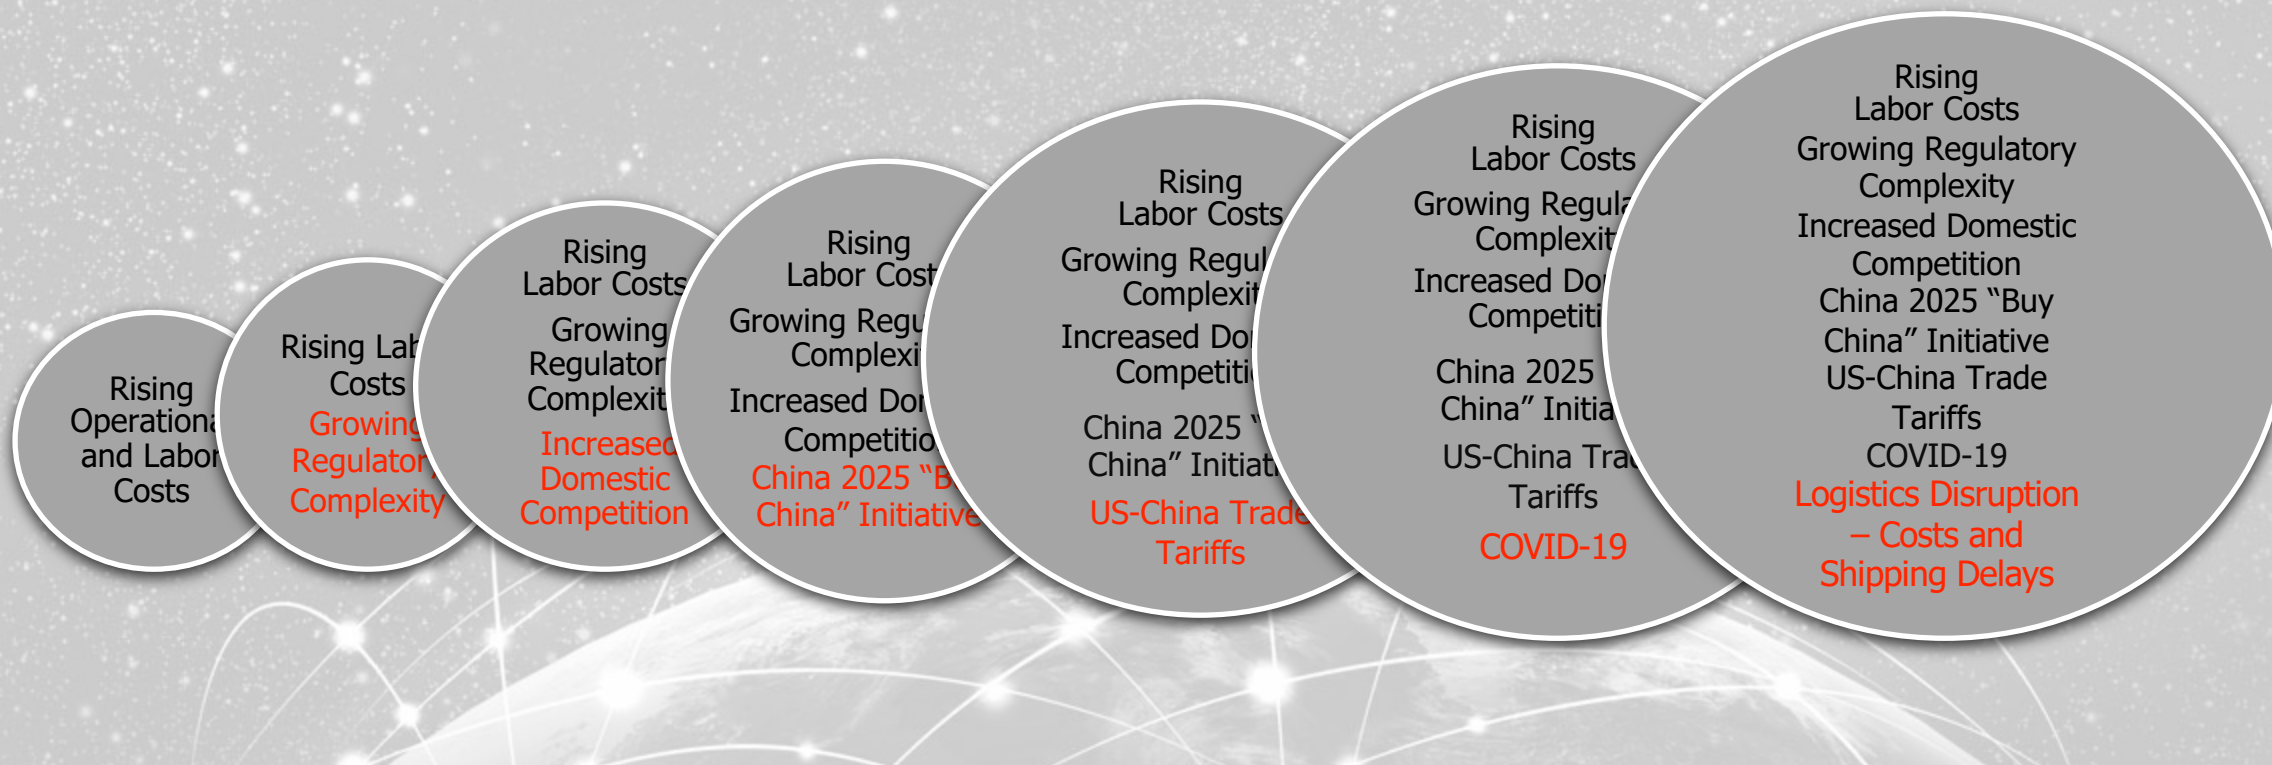 Rising
Operationa
and Labor
Costs
Rising Lab
Costs
Growing
Regulatory
Complexity
Rising
Labor Costs
Growing
Regulator
Complexit
Increased
Domestic
Competition
Rising
Labor Cost
Growing Regu
Complexi
Increased Do
Competitio
China 2025 “B
China” Initiative
Rising
Labor Costs
Growing Regul
Complexit
Increased Do
Competiti
China 2025 “
China” Initiat
US-China Trade
Tariffs
Rising
Labor Costs
Growing Regula
Complexit
Increased Do
Competiti
China 2025
China” Initia
US-China Trad
Tariffs
COVID-19
Rising
Labor Costs
Growing Regulatory
Complexity
Increased Domestic
Competition
China 2025 “Buy
China” Initiative
US-China Trade
Tariffs
COVID-19
Logistics Disruption
– Costs and
Shipping Delays